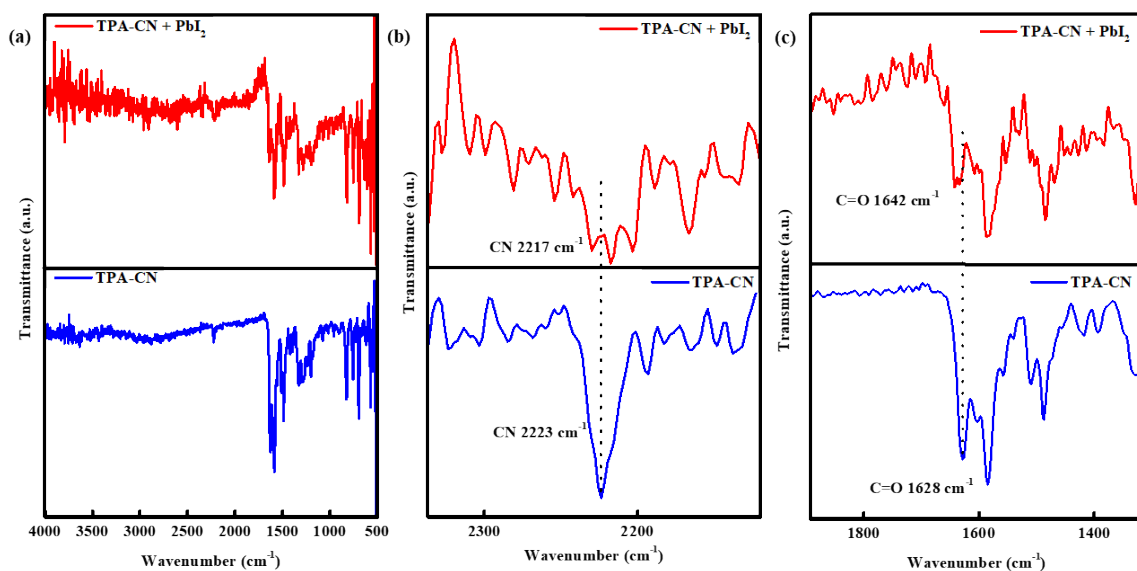 (a)
TPA-CN + PbI₂
TPA-CN
Transmittance (a.u.)
4000 3500 3000 2500 2000 1500 1000 500
Wavenumber (cm⁻¹)
(b)
TPA-CN + PbI₂
CN 2217 cm⁻¹
TPA-CN
CN 2223 cm⁻¹
Transmittance (a.u.)
2300 2200
Wavenumber (cm⁻¹)
(c)
TPA-CN + PbI₂
C=O 1642 cm⁻¹
TPA-CN
C=O 1628 cm⁻¹
Transmittance (a.u.)
1800 1600 1400
Wavenumber (cm⁻¹)